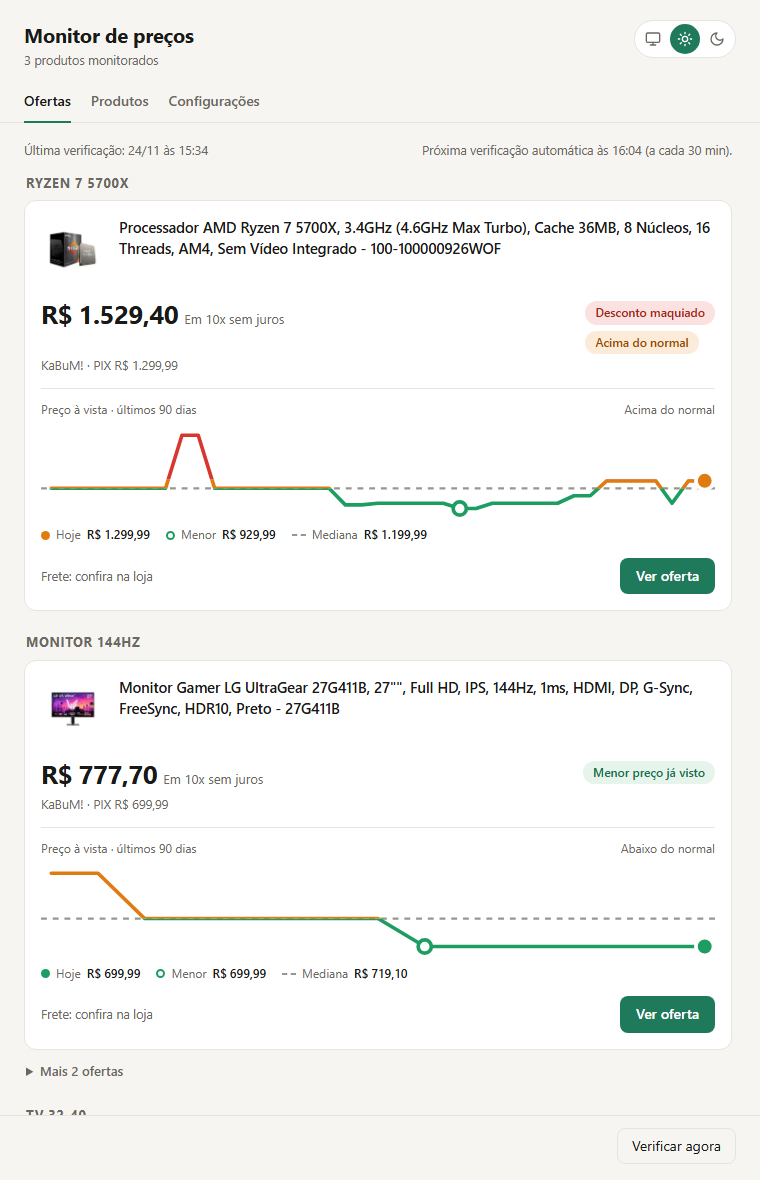 Monitor de preços
3 produtos monitorados
Ofertas Produtos Configurações
Última verificação: 24/11 às 15:34 Próxima verificação automática às 16:04 (a cada 30 min).
RYZEN 7 5700X
Processador AMD Ryzen 7 5700X, 3.4GHz (4.6GHz Max Turbo), Cache 36MB, 8 Núcleos, 16
Threads, AM4, Sem Vídeo Integrado - 100-100000926WOF
R$ 1.529,40 Em 10x sem juros Desconto maquiado
Acima do normal
KaBuM! · PIX R$ 1.299,99
Preço à vista · últimos 90 dias Acima do normal
Hoje R$ 1.299,99 Menor R$ 929,99 Mediana R$ 1.199,99
Frete: confira na loja Ver oferta
MONITOR 144HZ
Monitor Gamer LG UltraGear 27G411B, 27"", Full HD, IPS, 144Hz, 1ms, HDMI, DP, G-Sync,
FreeSync, HDR10, Preto - 27G411B
R$ 777,70 Em 10x sem juros Menor preço já visto
KaBuM! · PIX R$ 699,99
Preço à vista · últimos 90 dias Abaixo do normal
Hoje R$ 699,99 Menor R$ 699,99 Mediana R$ 719,10
Frete: confira na loja Ver oferta
Mais 2 ofertas
TV 32-40
Verificar agora